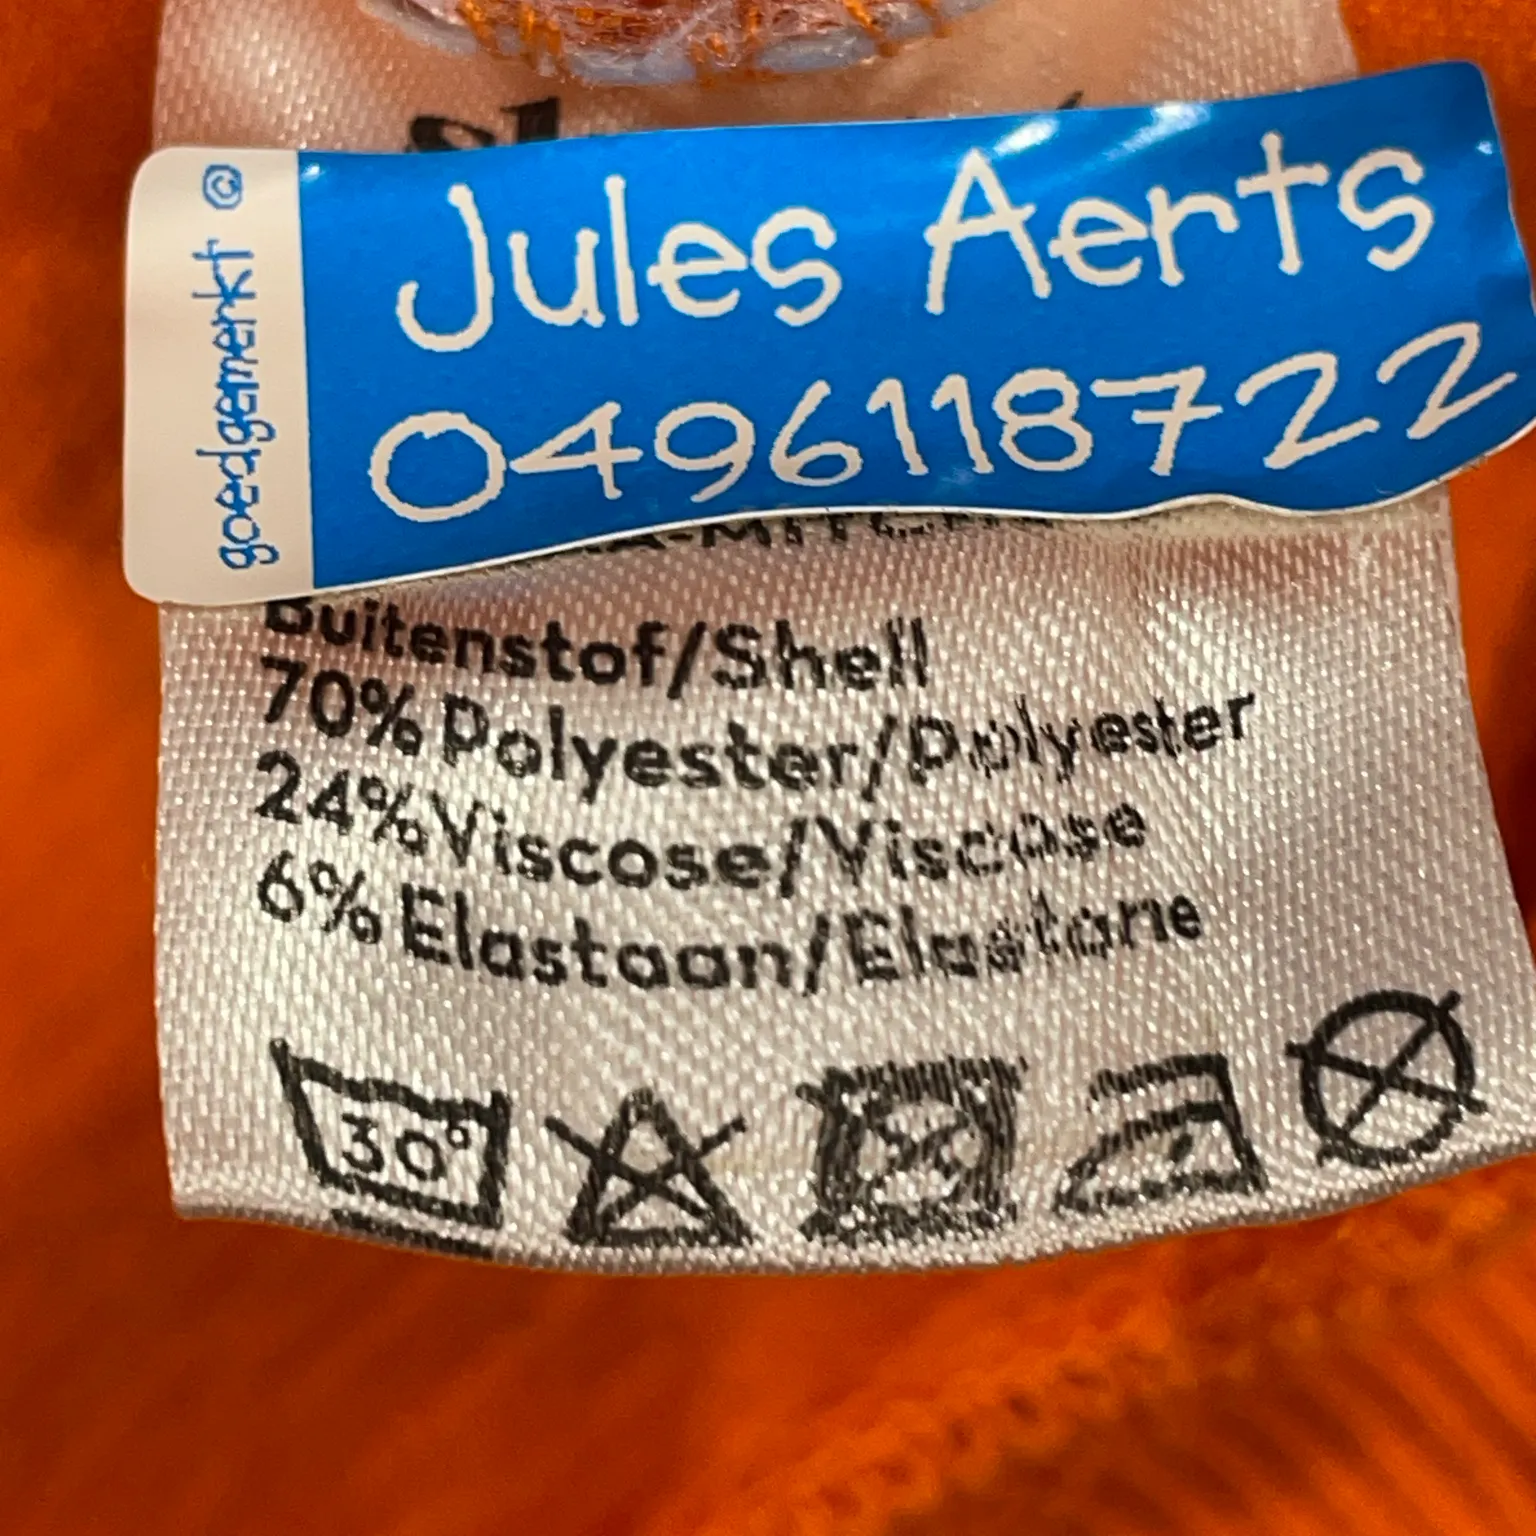 goedgemerkt
Jules Aerts
0496118722
Buitenstof/Shell
70% Polyester/Polyester
24% Viscose/Viscose
6% Elastaan/Elastane
30°